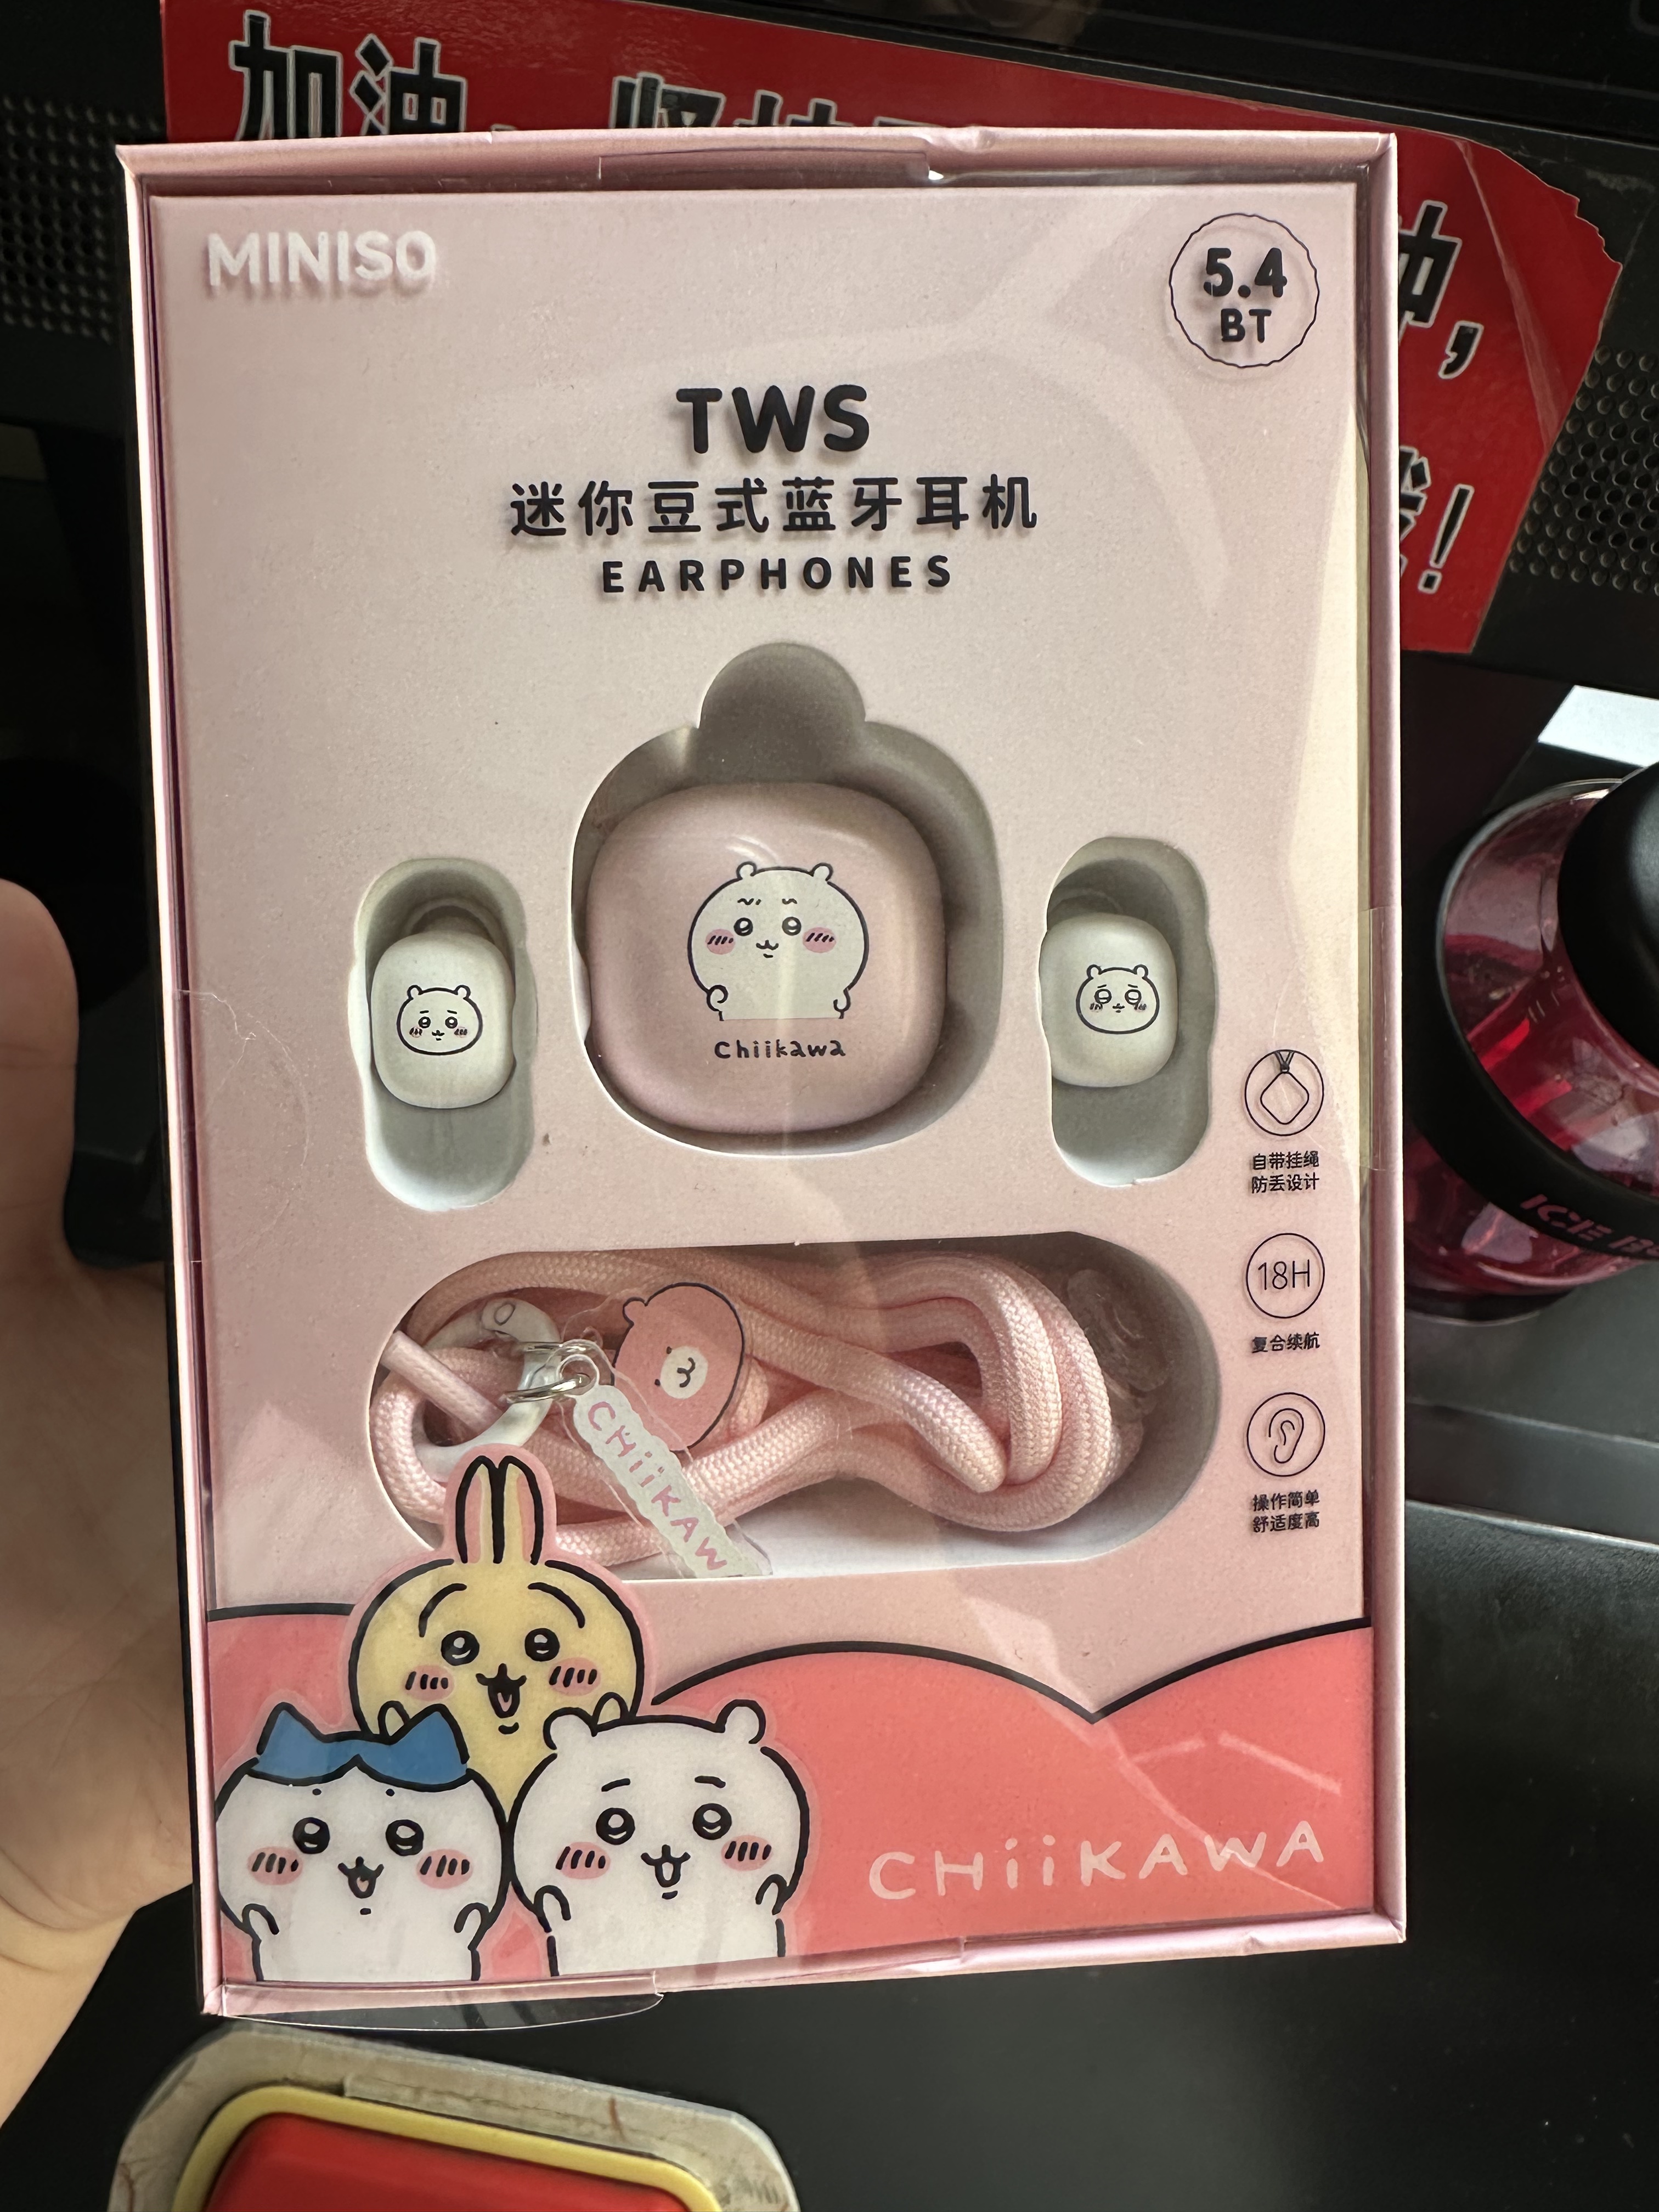 加油
MINISO
5.4
BT
TWS
迷你豆式蓝牙耳机
EARPHONES
Chiikawa
自带挂绳
防丢设计
18H
复合续航
CHiiKAW
操作简单
舒适度高
CHiiKAWA
ICE